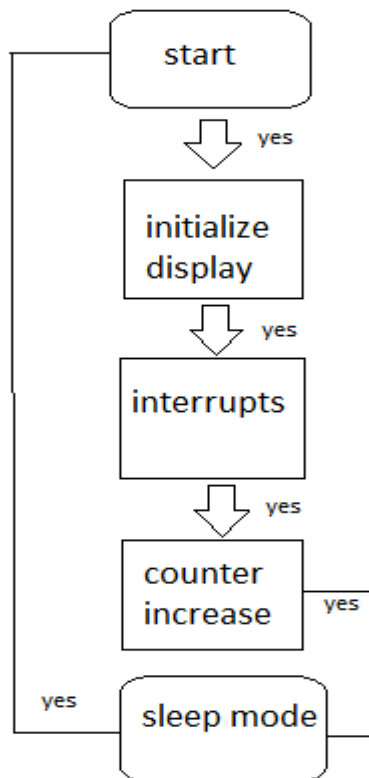 start
yes
initialize
display
yes
interrupts
yes
counter
increase
yes
yes
sleep mode